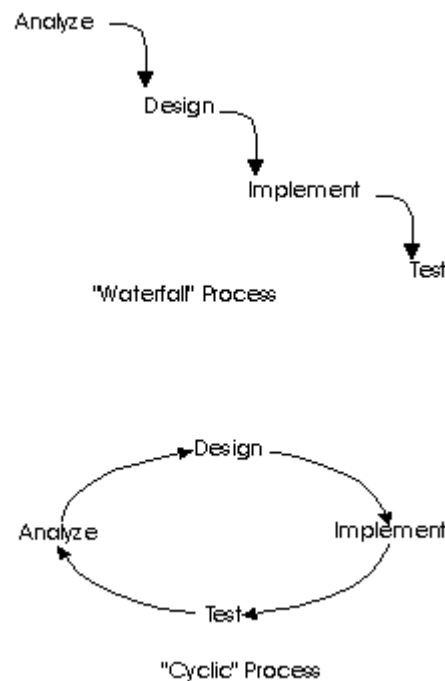 Analyze
Design
Implement
Test
"Waterfall" Process
Design
Analyze
Implement
Test
"Cyclic" Process